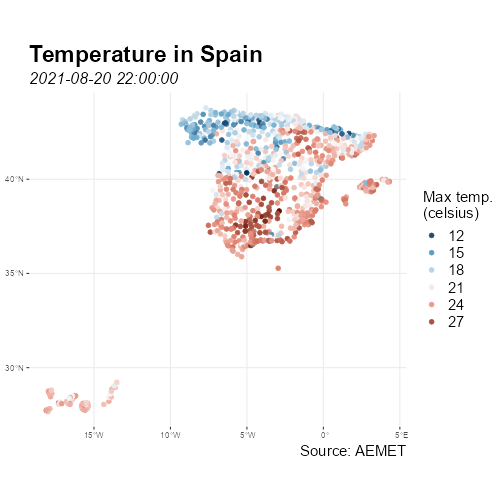 Temperature in Spain
2021-08-20 22:00:00
40°N
35°N
30°N
15°W
10°W
5°W
0°
5°E
Max temp.
(celsius)
12
15
18
21
24
27
Source: AEMET